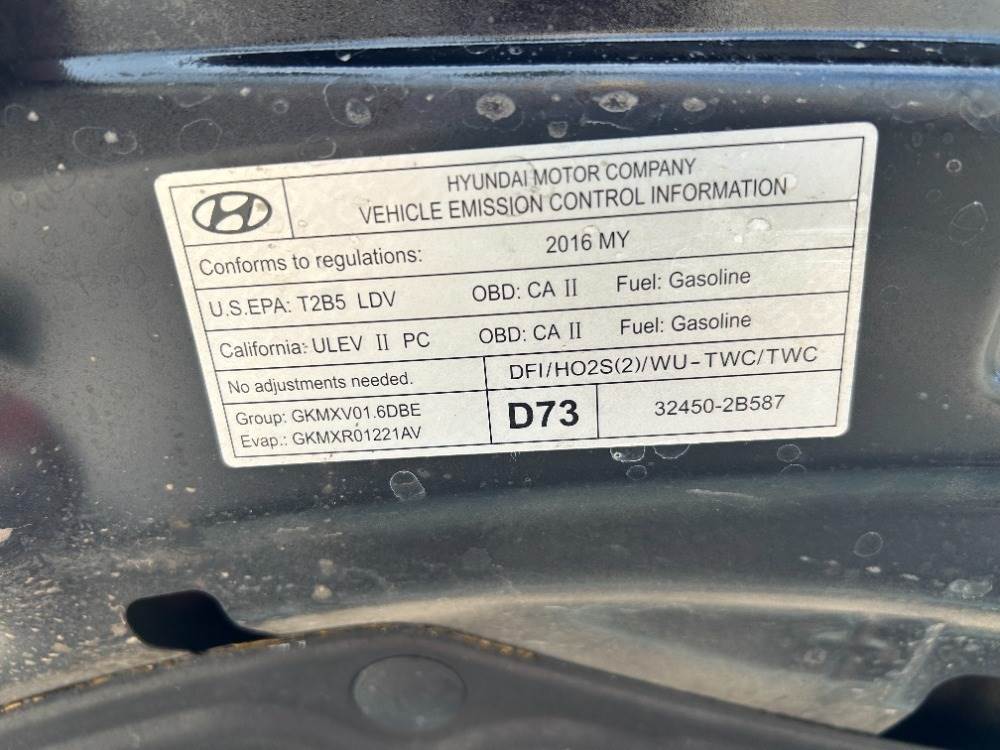 HYUNDAI MOTOR COMPANY
VEHICLE EMISSION CONTROL INFORMATION
Conforms to regulations: 2016 MY
U.S.EPA: T2B5 LDV OBD: CA II Fuel: Gasoline
California: ULEV II PC OBD: CA II Fuel: Gasoline
No adjustments needed. DFI/HO2S(2)/WU-TWC/TWC
Group: GKMXV01.6DBE
Evap.: GKMXR01221AV
D73
32450-2B587